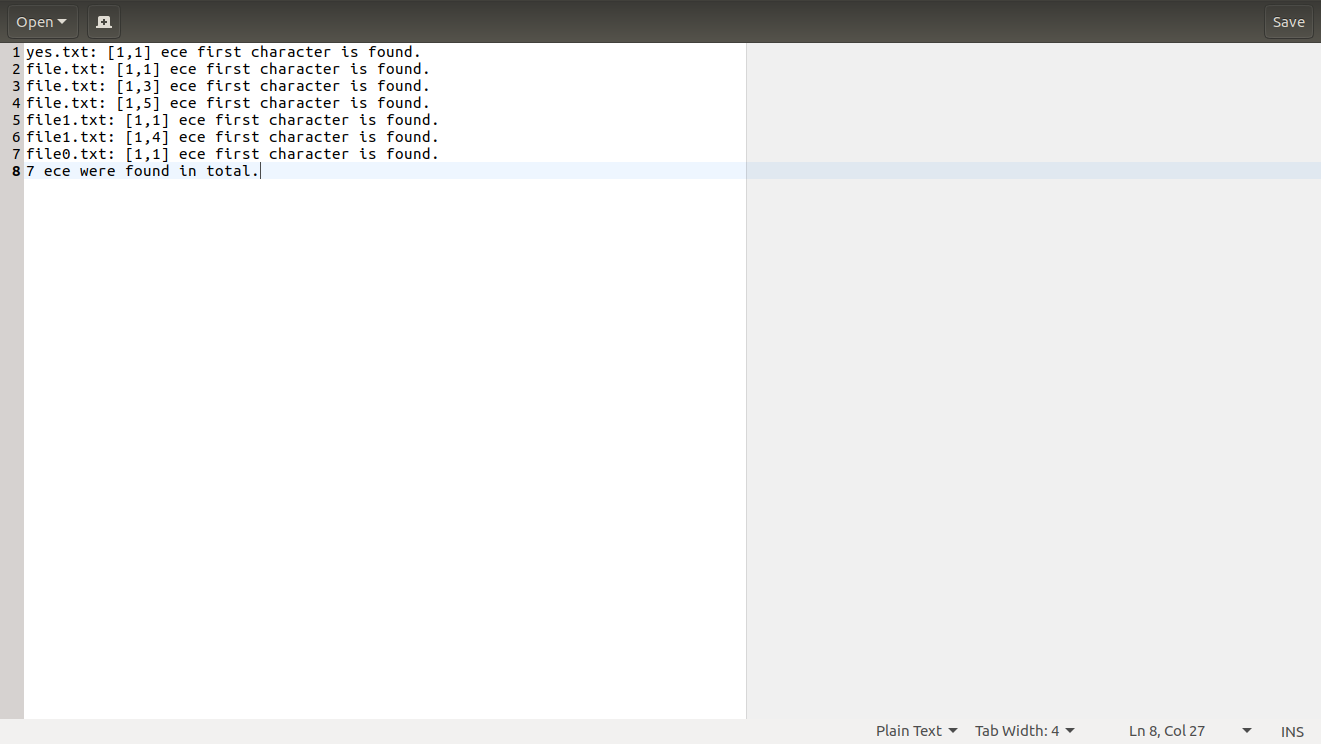 Open
Save
1 yes.txt: [1,1] ece first character is found.
2 file.txt: [1,1] ece first character is found.
3 file.txt: [1,3] ece first character is found.
4 file.txt: [1,5] ece first character is found.
5 file1.txt: [1,1] ece first character is found.
6 file1.txt: [1,4] ece first character is found.
7 file0.txt: [1,1] ece first character is found.
8 7 ece were found in total.
Plain Text Tab Width: 4 Ln 8, Col 27 INS